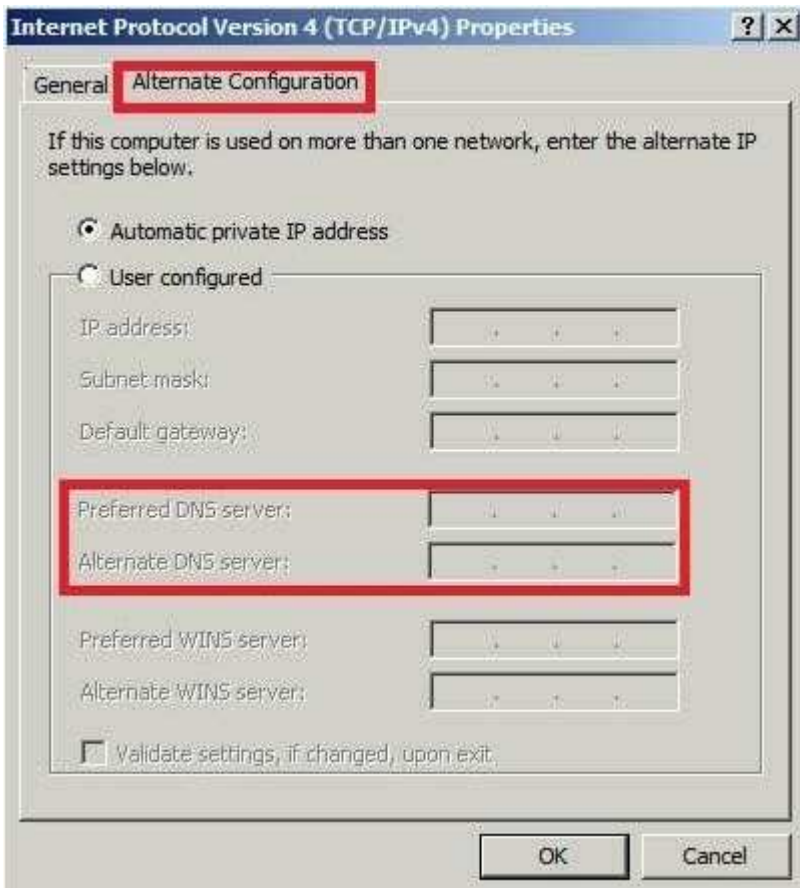 Internet Protocol Version 4 (TCP/IPv4) Properties
General
Alternate Configuration
If this computer is used on more than one network, enter the alternate IP
settings below.
Automatic private IP address
User configured
IP address:
Subnet mask:
Default gateway:
Preferred DNS server:
Alternate DNS server:
Preferred WINS server:
Alternate WINS server:
Validate settings, if changed, upon exit
OK
Cancel